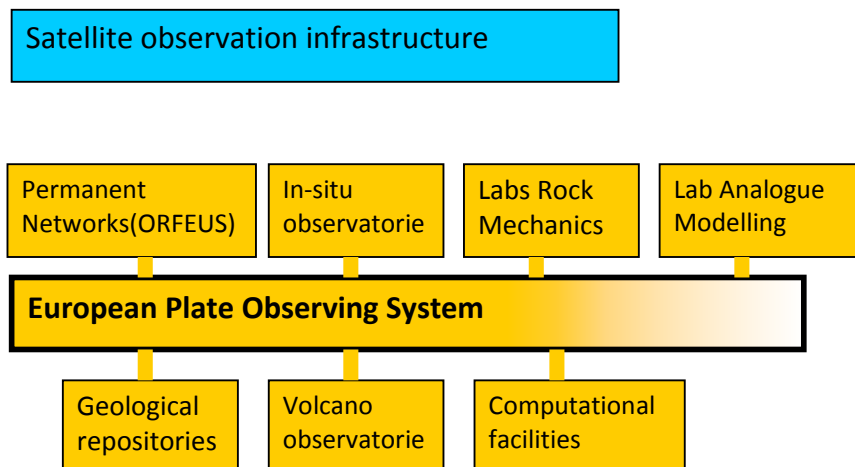 Satellite observation infrastructure
Permanent
Networks(ORFEUS)
In-situ
observatorie
Labs Rock
Mechanics
Lab Analogue
Modelling
European Plate Observing System
Geological
repositories
Volcano
observatorie
Computational
facilities